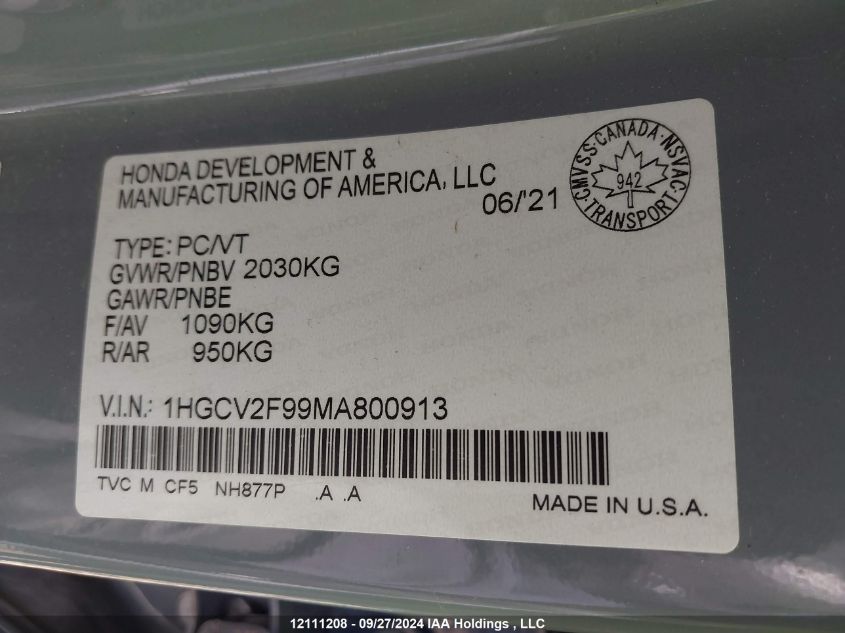 HONDA DEVELOPMENT &
MANUFACTURING OF AMERICA, LLC
06/'21
CMVSS·CANADA·NSVAC·
942
TRANSPORT
TYPE: PC/VT
GVWR/PNBV 2030KG
GAWR/PNBE
F/AV 1090KG
R/AR 950KG
V.I.N.: 1HGCV2F99MA800913
TVC M CF5 NH877P .A .A
MADE IN U.S.A.
12111208 - 09/27/2024 IAA Holdings , LLC